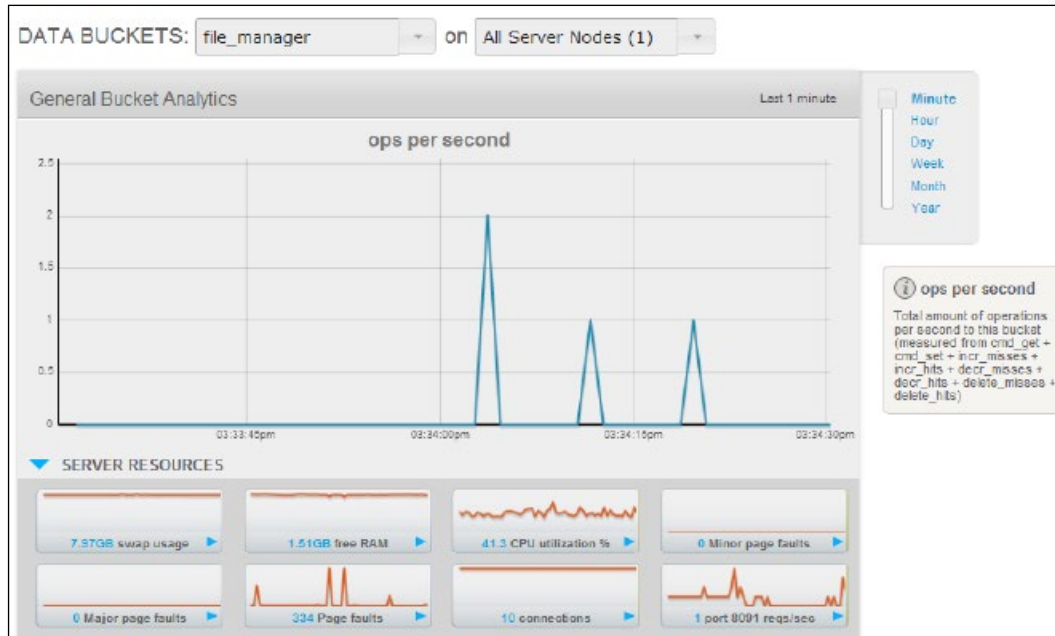 DATA BUCKETS: file_manager on All Server Nodes (1)
General Bucket Analytics Last 1 minute
ops per second
2.5
2
1.5
1
0.5
0
03:33:45pm 03:34:00pm 03:34:15pm 03:34:30pm
Minute
Hour
Day
Week
Month
Year
i ops per second
Total amount of operations
per second to this bucket
(measured from cmd_get +
cmd_set + incr_misses +
incr_hits + decr_misses +
decr_hits + delete_misses +
delete_hits)
SERVER RESOURCES
7.97GB swap usage
1.51GB free RAM
41.3 CPU utilization %
0 Minor page faults
0 Major page faults
334 Page faults
10 connections
1 port 8091 reqs/sec